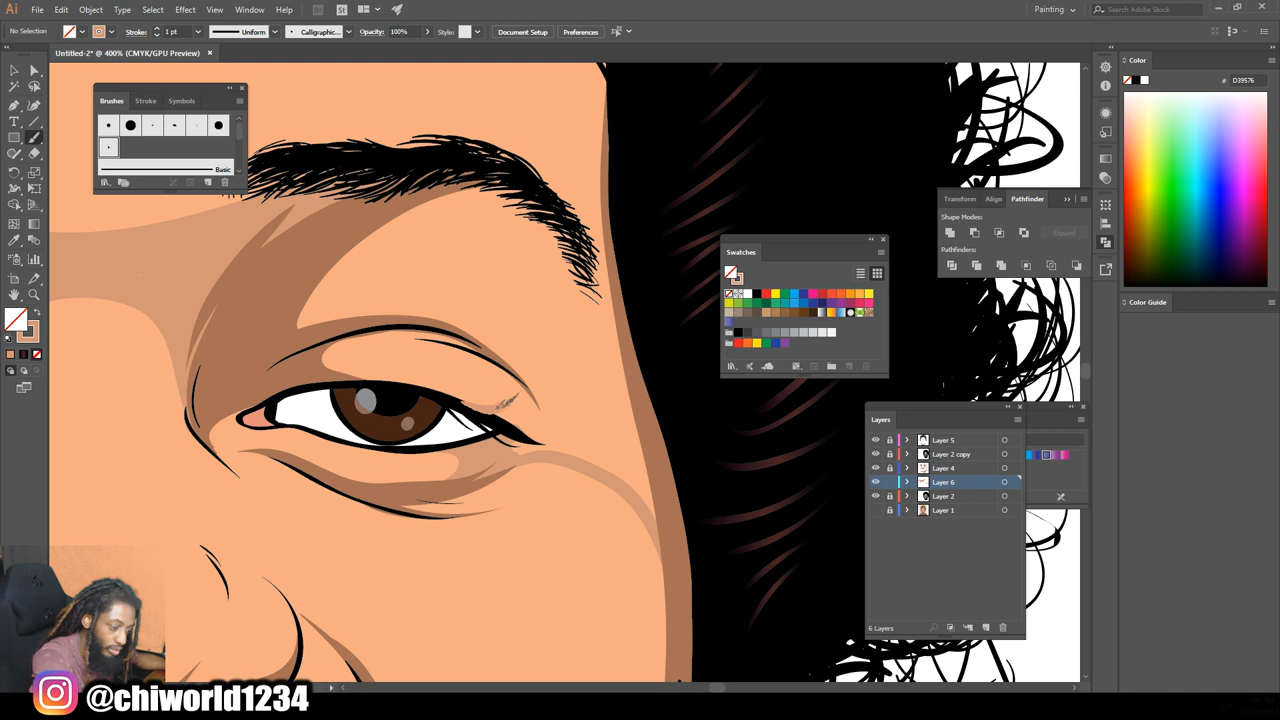 Ai File Edit Object Type Select Effect View Window Help Br St Painting Search Adobe Stock
No Selection Stroke: 1 pt Uniform Calligraphic... Opacity: 100% Style: Document Setup Preferences
Untitled-2* @ 400% (CMYK/GPU Preview)
Brushes Stroke Symbols
Basic
Color
# D39576
Transform Align Pathfinder
Shape Modes:
Expand
Pathfinders:
Swatches
Color Guide
Layers
Layer 5
Layer 2 copy
Layer 4
Layer 6
Layer 2
Layer 1
6 Layers
@chiworld1234